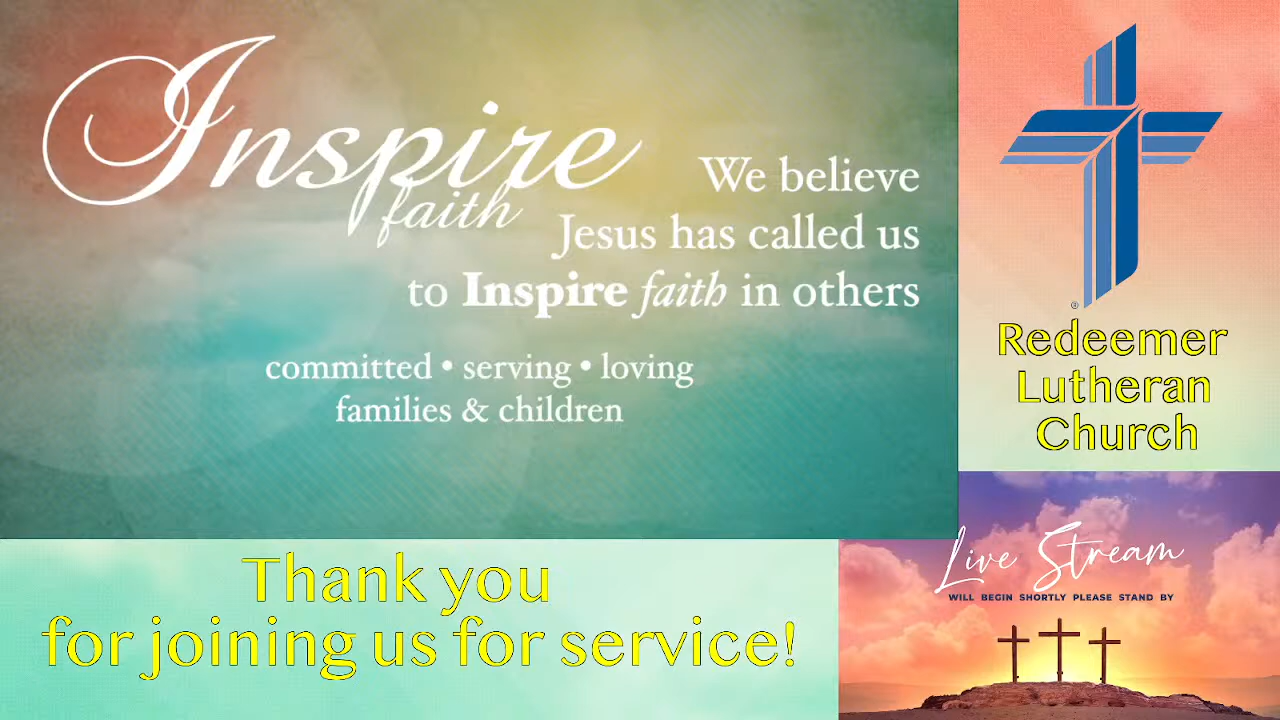 Inspire
faith
We believe
Jesus has called us
to Inspire faith in others
committed • serving • loving
families & children
®
Redeemer
Lutheran
Church
Live Stream
WILL BEGIN SHORTLY PLEASE STAND BY
Thank you
for joining us for service!